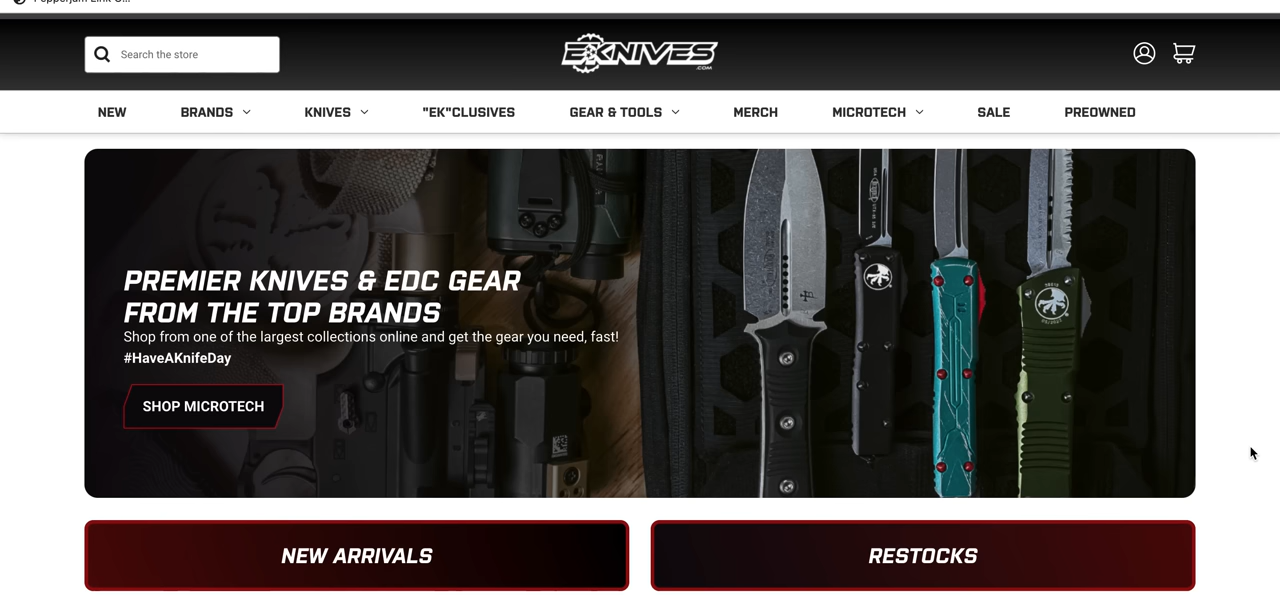 Search the store
EKNIVES
.COM
NEW
BRANDS
KNIVES
"EK"CLUSIVES
GEAR & TOOLS
MERCH
MICROTECH
SALE
PREOWNED
PREMIER KNIVES & EDC GEAR
FROM THE TOP BRANDS
Shop from one of the largest collections online and get the gear you need, fast!
#HaveAKnifeDay
SHOP MICROTECH
NEW ARRIVALS
RESTOCKS